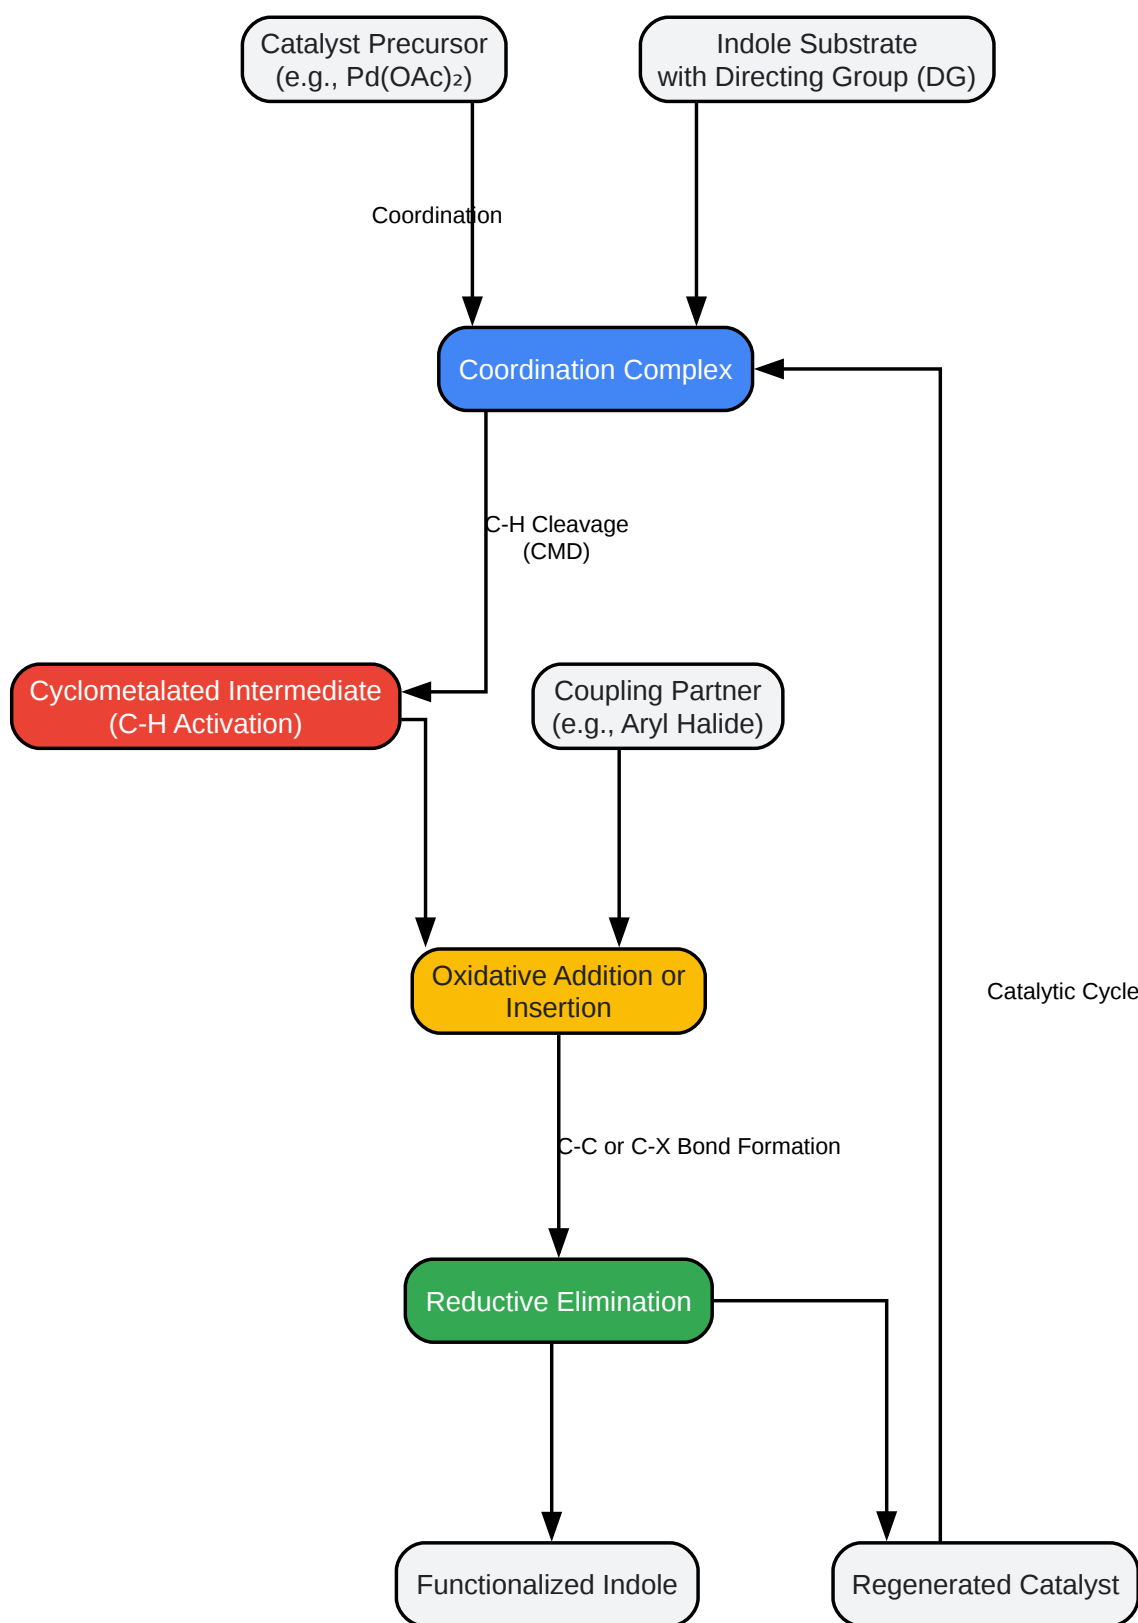 Catalyst Precursor
(e.g., Pd(OAc)₂)
Indole Substrate
with Directing Group (DG)
Coordination
Coordination Complex
C-H Cleavage
(CMD)
Cyclometalated Intermediate
(C-H Activation)
Coupling Partner
(e.g., Aryl Halide)
Oxidative Addition or
Insertion
Catalytic Cycle
C-C or C-X Bond Formation
Reductive Elimination
Functionalized Indole
Regenerated Catalyst